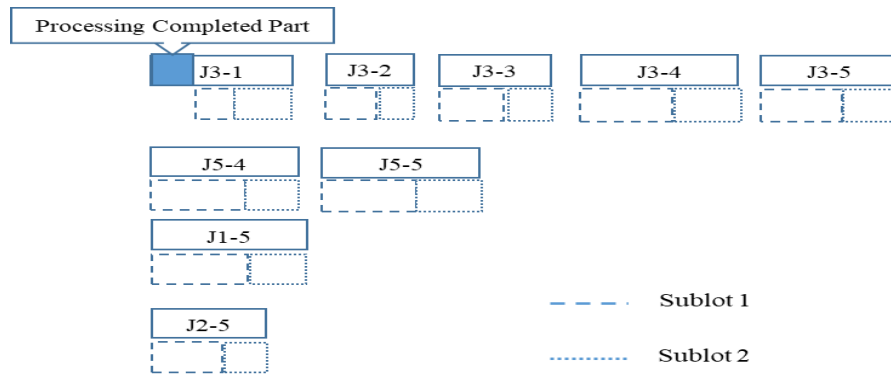 Processing Completed Part
J3-1 J3-2 J3-3 J3-4 J3-5
J5-4 J5-5
J1-5
Sublot 1
J2-5
Sublot 2